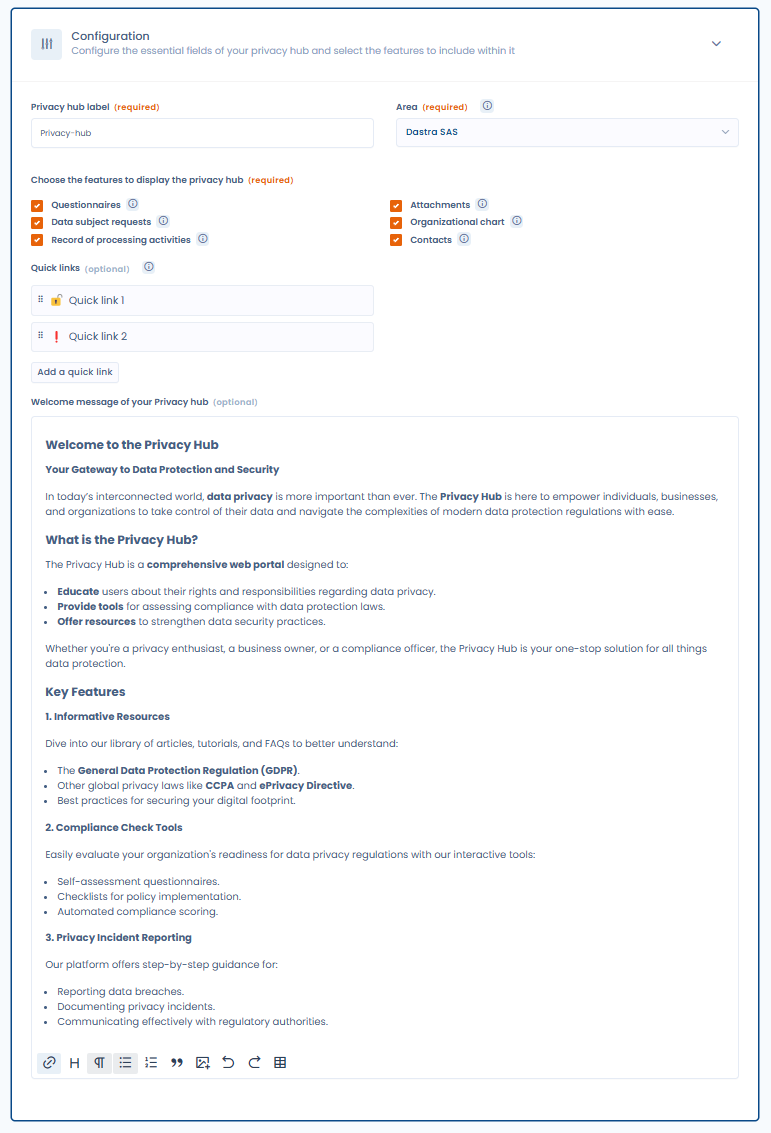 Configuration
Configure the essential fields of your privacy hub and select the features to include within it
Privacy hub label (required)
Area (required)
Privacy-hub
Dastra SAS
Choose the features to display the privacy hub (required)
Questionnaires
Attachments
Data subject requests
Organizational chart
Record of processing activities
Contacts
Quick links (optional)
Quick link 1
Quick link 2
Add a quick link
Welcome message of your Privacy hub (optional)
Welcome to the Privacy Hub
Your Gateway to Data Protection and Security
In today's interconnected world, data privacy is more important than ever. The Privacy Hub is here to empower individuals, businesses,
and organizations to take control of their data and navigate the complexities of modern data protection regulations with ease.
What is the Privacy Hub?
The Privacy Hub is a comprehensive web portal designed to:
• Educate users about their rights and responsibilities regarding data privacy.
• Provide tools for assessing compliance with data protection laws.
• Offer resources to strengthen data security practices.
Whether you're a privacy enthusiast, a business owner, or a compliance officer, the Privacy Hub is your one-stop solution for all things
data protection.
Key Features
1. Informative Resources
Dive into our library of articles, tutorials, and FAQs to better understand:
• The General Data Protection Regulation (GDPR).
• Other global privacy laws like CCPA and ePrivacy Directive.
• Best practices for securing your digital footprint.
2. Compliance Check Tools
Easily evaluate your organization's readiness for data privacy regulations with our interactive tools:
• Self-assessment questionnaires.
• Checklists for policy implementation.
• Automated compliance scoring.
3. Privacy Incident Reporting
Our platform offers step-by-step guidance for:
• Reporting data breaches.
• Documenting privacy incidents.
• Communicating effectively with regulatory authorities.
H